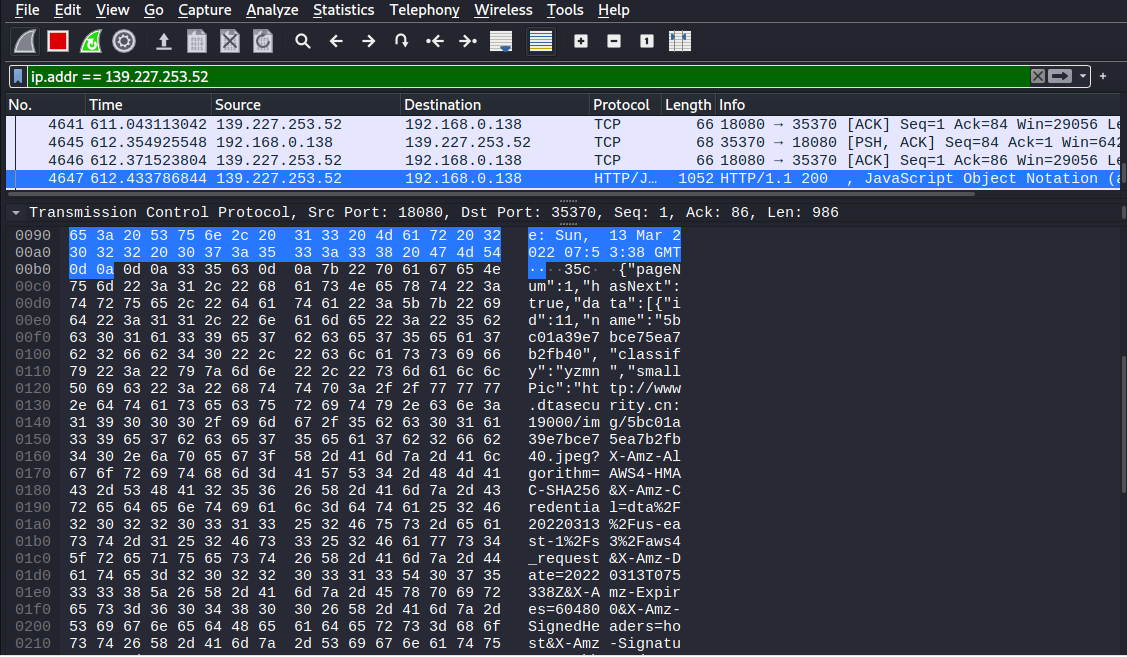 File Edit View Go Capture Analyze Statistics Telephony Wireless Tools Help
ip.addr == 139.227.253.52
No. Time Source Destination Protocol Length Info
4641 611.043113042 139.227.253.52 192.168.0.138 TCP 66 18080 → 35370 [ACK] Seq=1 Ack=84 Win=29056 Le
4645 612.354925548 192.168.0.138 139.227.253.52 TCP 68 35370 → 18080 [PSH, ACK] Seq=84 Ack=1 Win=642
4646 612.371523804 139.227.253.52 192.168.0.138 TCP 66 18080 → 35370 [ACK] Seq=1 Ack=86 Win=29056 Le
4647 612.433786844 139.227.253.52 192.168.0.138 HTTP/J… 1052 HTTP/1.1 200 , JavaScript Object Notation (a
Transmission Control Protocol, Src Port: 18080, Dst Port: 35370, Seq: 1, Ack: 86, Len: 986
0090 65 3a 20 53 75 6e 2c 20 31 33 20 4d 61 72 20 32 e: Sun, 13 Mar 2
00a0 30 32 32 20 30 37 3a 35 33 3a 33 38 20 47 4d 54 022 07:5 3:38 GMT
00b0 0d 0a 0d 0a 33 35 63 0d 0a 7b 22 70 61 67 65 4e ····35c· ·{"pageN
00c0 75 6d 22 3a 31 2c 22 68 61 73 4e 65 78 74 22 3a um":1,"h asNext":
00d0 74 72 75 65 2c 22 64 61 74 61 22 3a 5b 7b 22 69 true,"da ta":[{"i
00e0 64 22 3a 31 31 2c 22 6e 61 6d 65 22 3a 22 35 62 d":11,"n ame":"5b
00f0 63 30 31 61 33 39 65 37 62 63 65 37 35 65 61 37 c01a39e7 bce75ea7
0100 62 32 66 62 34 30 22 2c 22 63 6c 61 73 73 69 66 b2fb40", "classif
0110 79 22 3a 22 79 7a 6d 6e 22 2c 22 73 6d 61 6c 6c y":"yzmn ","small
0120 50 69 63 22 3a 22 68 74 74 70 3a 2f 2f 77 77 77 Pic":"ht tp://www
0130 2e 64 74 61 73 65 63 75 72 69 74 79 2e 63 6e 3a .dtasecu rity.cn:
0140 31 39 30 30 30 2f 69 6d 67 2f 35 62 63 30 31 61 19000/im g/5bc01a
0150 33 39 65 37 62 63 65 37 35 65 61 37 62 32 66 62 39e7bce7 5ea7b2fb
0160 34 30 2e 6a 70 65 67 3f 58 2d 41 6d 7a 2d 41 6c 40.jpeg? X-Amz-Al
0170 67 6f 72 69 74 68 6d 3d 41 57 53 34 2d 48 4d 41 gorithm= AWS4-HMA
0180 43 2d 53 48 41 32 35 36 26 58 2d 41 6d 7a 2d 43 C-SHA256 &X-Amz-C
0190 72 65 64 65 6e 74 69 61 6c 3d 64 74 61 25 32 46 redentia l=dta%2F
01a0 32 30 32 32 30 33 31 33 25 32 46 75 73 2d 65 61 20220313 %2Fus-ea
01b0 73 74 2d 31 25 32 46 73 33 25 32 46 61 77 73 34 st-1%2Fs 3%2Faws4
01c0 5f 72 65 71 75 65 73 74 26 58 2d 41 6d 7a 2d 44 _request &X-Amz-D
01d0 61 74 65 3d 32 30 32 32 30 33 31 33 54 30 37 35 ate=2022 0313T075
01e0 33 33 38 5a 26 58 2d 41 6d 7a 2d 45 78 70 69 72 338Z&X-A mz-Expir
01f0 65 73 3d 36 30 34 38 30 30 26 58 2d 41 6d 7a 2d es=60480 0&X-Amz-
0200 53 69 67 6e 65 64 48 65 61 64 65 72 73 3d 68 6f SignedHe aders=ho
0210 73 74 26 58 2d 41 6d 7a 2d 53 69 67 6e 61 74 75 st&X-Amz -Signatu